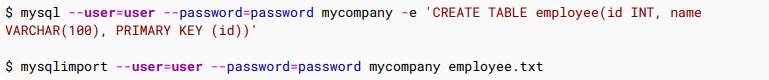 $ mysql --user=user --password=password mycompany -e 'CREATE TABLE employee(id INT, name
VARCHAR(100), PRIMARY KEY (id))'
$ mysqlimport --user=user --password=password mycompany employee.txt